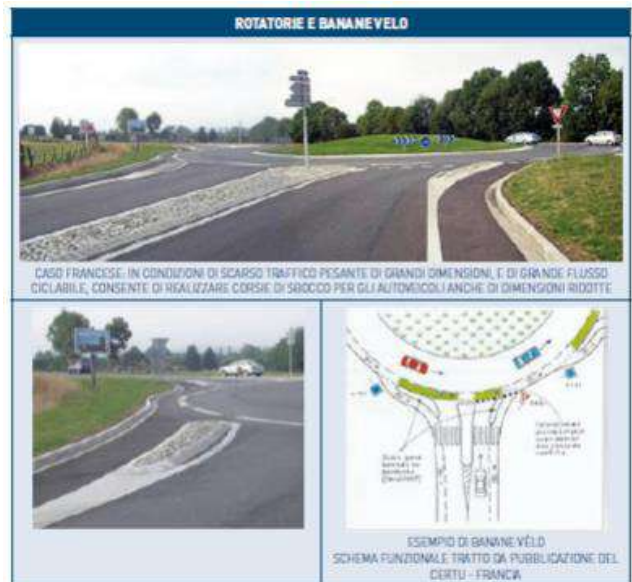 ROTATORIE E BANANEVELO
CASO FRANCESE: IN CONDIZIONI DI SCARSO TRAFFICO PESANTE DI GRANDI DIMENSIONI, E DI GRANDE FLUSSO
CICLABILE, CONSENTE DI REALIZZARE CORSIE DI SBOCCO PER GLI AUTOVEICOLI ANCHE DI DIMENSIONI RIDOTTE
ESEMPIO DI BANANE VÉLO
SCHEMA FUNZIONALE TRATTO DA PUBBLICAZIONE DEL
CERTU - FRANCIA